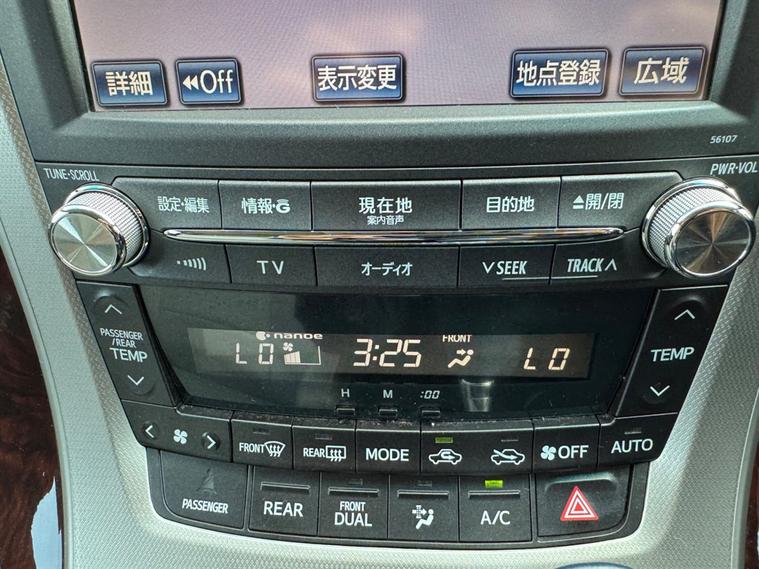 詳細 ◀◀Off 表示変更 地点登録 広域
56107
TUNE・SCROLL PWR・VOL
設定・編集 情報・G 現在地 目的地 ▲開/閉
案内音声
TV オーディオ ∨SEEK TRACK∧
nanoe FRONT
LO 3:25 LO
PASSENGER
/REAR
TEMP TEMP
H M :00
FRONT REAR MODE OFF AUTO
PASSENGER REAR FRONT
DUAL A/C